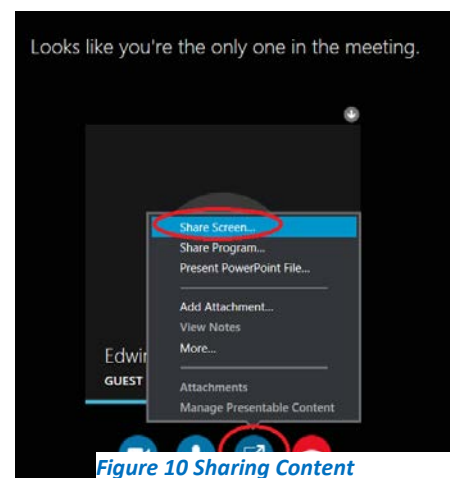 Looks like you're the only one in the meeting.
Share Screen...
Share Program...
Present PowerPoint File...
Add Attachment...
View Notes
More...
Attachments
Manage Presentable Content
GUEST
Figure 10 Sharing Content